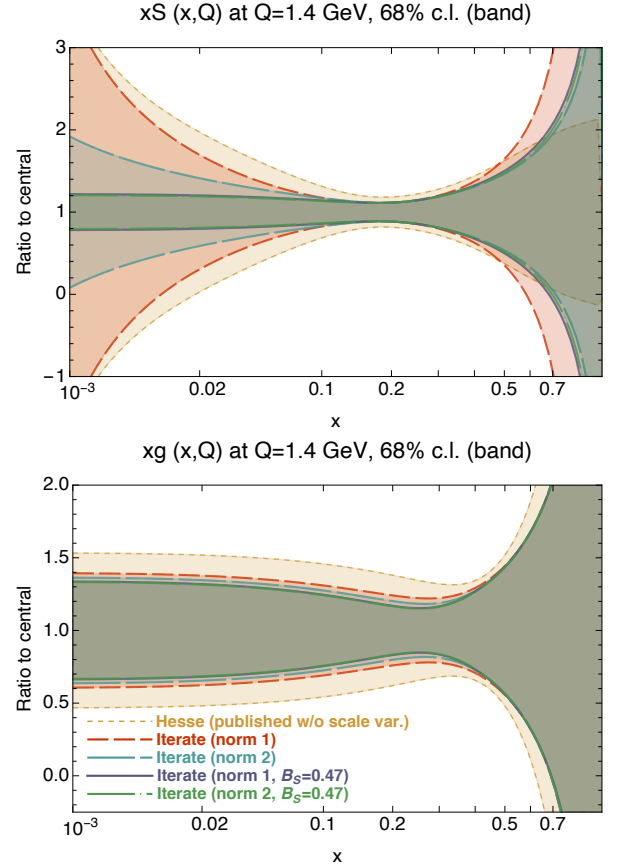 xS (x,Q) at Q=1.4 GeV, 68% c.l. (band)
3
2
1
0
−1
Ratio to central
10⁻³ 0.02 0.1 0.2 0.5 0.7
x
xg (x,Q) at Q=1.4 GeV, 68% c.l. (band)
2.0
1.5
1.0
0.5
0.0
Ratio to central
Hesse (published w/o scale var.)
Iterate (norm 1)
Iterate (norm 2)
Iterate (norm 1, B_S=0.47)
Iterate (norm 2, B_S=0.47)
10⁻³ 0.02 0.1 0.2 0.5 0.7
x